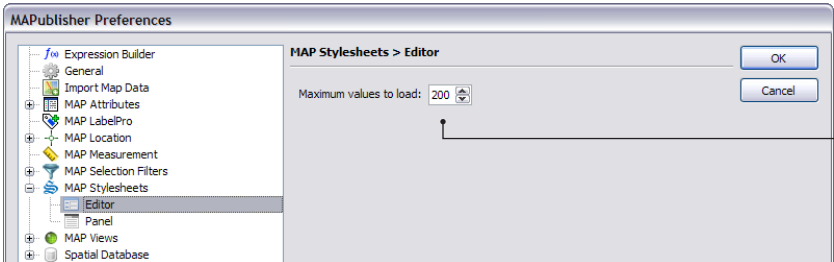 MAPublisher Preferences
f(x) Expression Builder
General
Import Map Data
MAP Attributes
MAP LabelPro
MAP Location
MAP Measurement
MAP Selection Filters
MAP Stylesheets
Editor
Panel
MAP Views
Spatial Database
MAP Stylesheets > Editor
Maximum values to load: 200
OK
Cancel